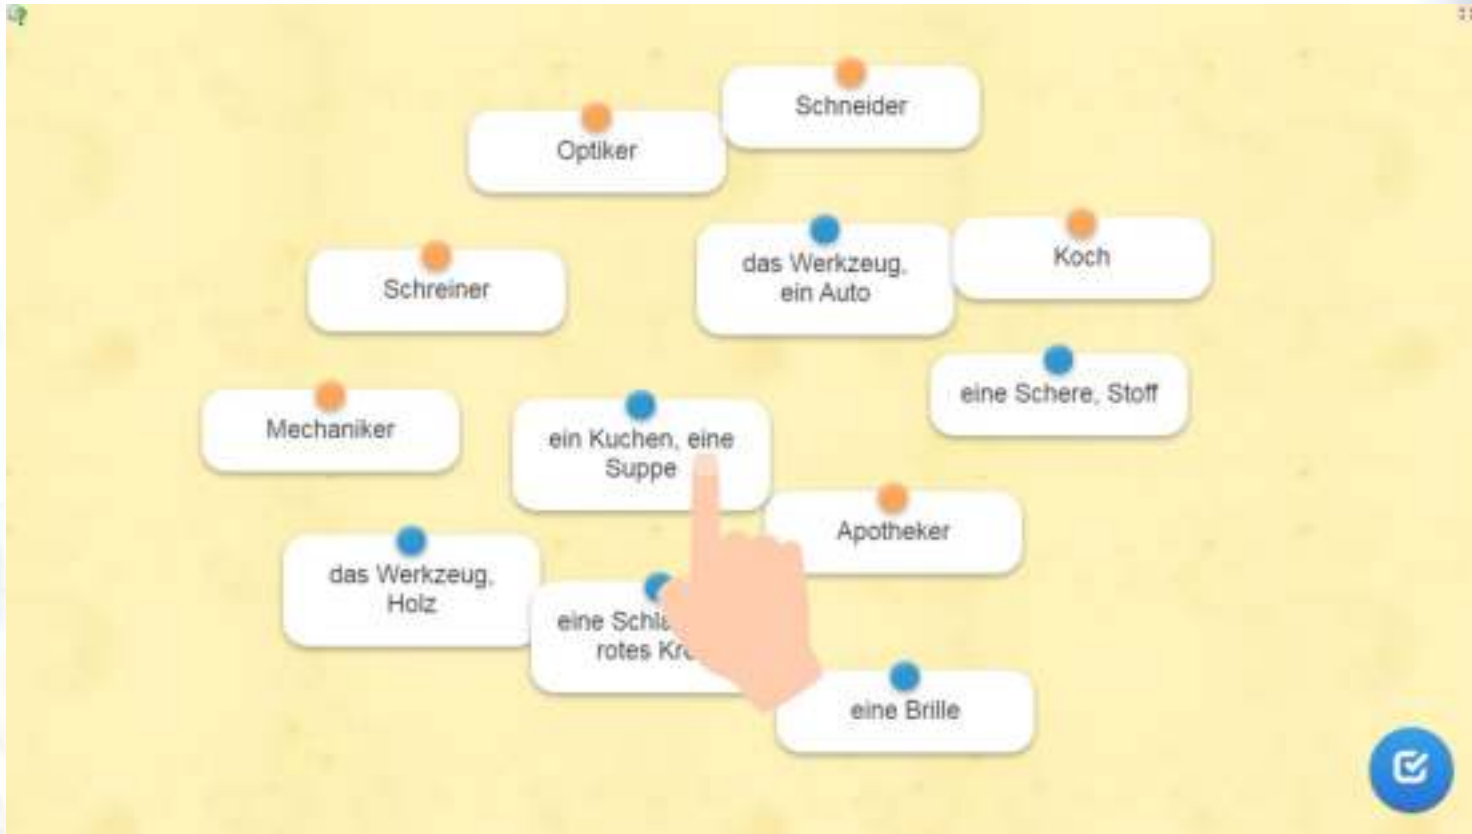 Schneider
Optiker
das Werkzeug,
ein Auto
Koch
Schreiner
eine Schere, Stoff
Mechaniker
ein Kuchen, eine
Suppe
Apotheker
das Werkzeug,
Holz
eine
rotes
eine Brille